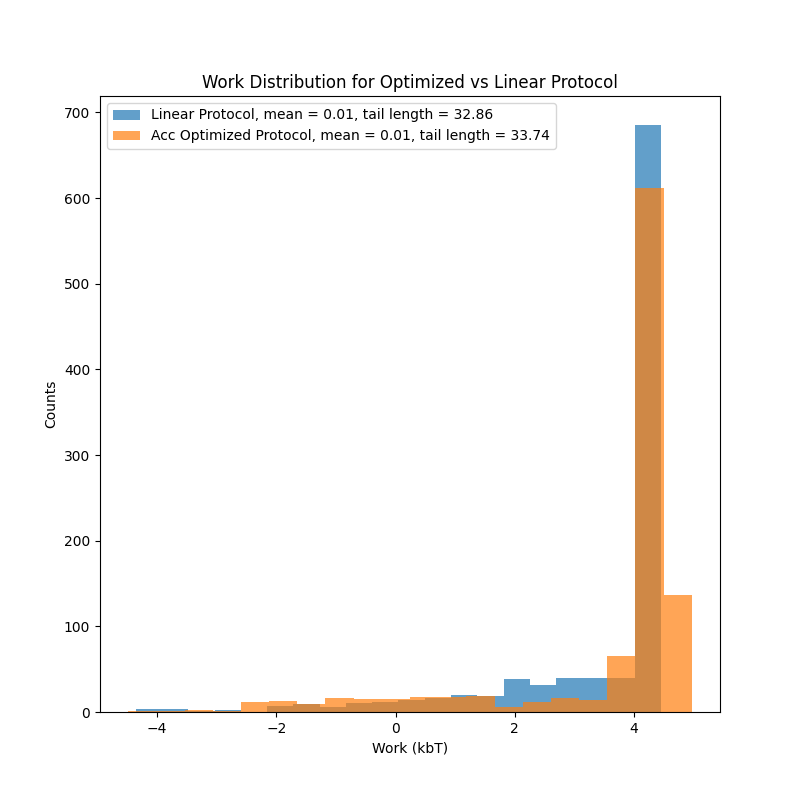 Work Distribution for Optimized vs Linear Protocol
Linear Protocol, mean = 0.01, tail length = 32.86
Acc Optimized Protocol, mean = 0.01, tail length = 33.74
700
600
500
400
300
200
100
0
Counts
−4 −2 0 2 4
Work (kbT)